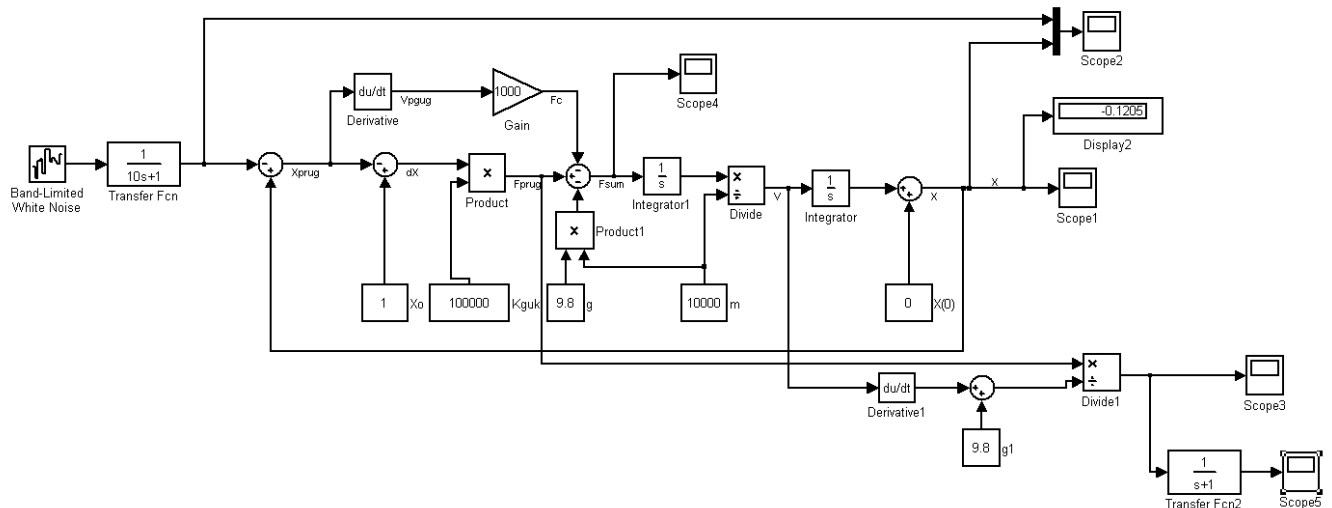 Scope2
-0.1205
Display2
Scope4
du/dt
Vpgug
Derivative
1000
Fc
Gain
Band-Limited
White Noise
1
10s+1
Transfer Fcn
Xprug
dX
×
Product
Fprug
Fsum
1
s
Integrator1
×
÷
Divide
V
1
s
Integrator
X
X
Scope1
×
Product1
1
Xo
100000
Kguk
9.8
g
10000
m
0
X(0)
×
÷
Divide1
du/dt
Derivative1
Scope3
9.8
g1
1
s+1
Transfer Fcn2
Scope5